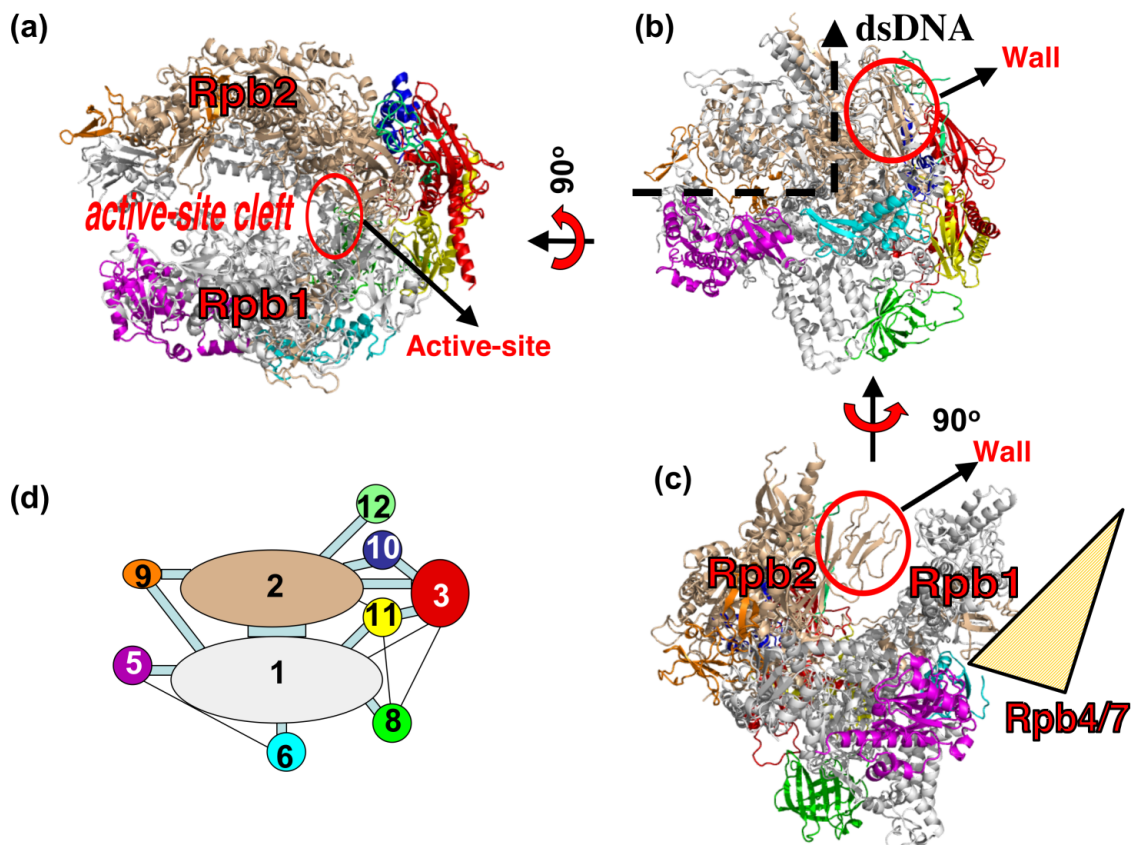 (a)
Rpb2
active-site cleft
Rpb1
Active-site
90°
(b)
dsDNA
Wall
90°
Wall
(c)
Rpb2
Rpb1
Rpb4/7
(d)
12
10
9
2
3
11
5
1
8
6